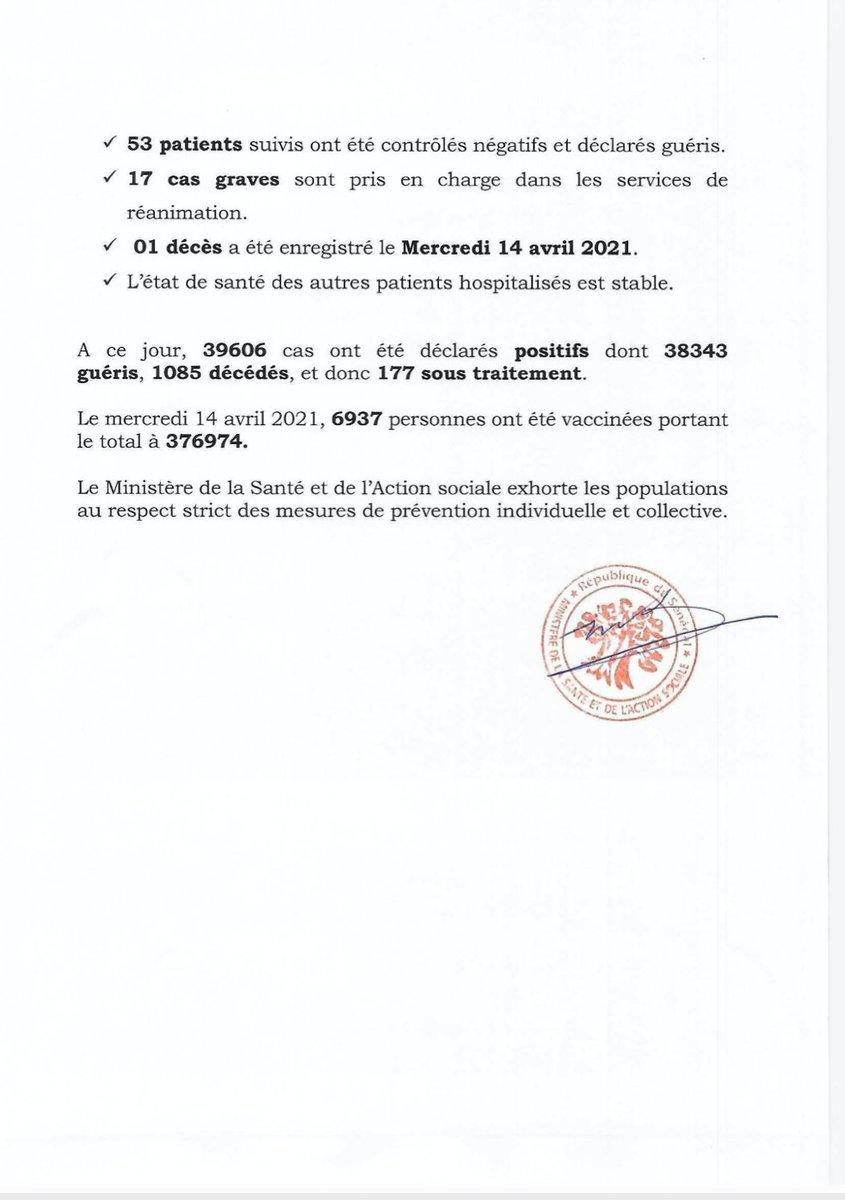 ✓ 53 patients suivis ont été contrôlés négatifs et déclarés guéris.
✓ 17 cas graves sont pris en charge dans les services de
réanimation.
✓ 01 décès a été enregistré le Mercredi 14 avril 2021.
✓ L’état de santé des autres patients hospitalisés est stable.
A ce jour, 39606 cas ont été déclarés positifs dont 38343
guéris, 1085 décédés, et donc 177 sous traitement.
Le mercredi 14 avril 2021, 6937 personnes ont été vaccinées portant
le total à 376974.
Le Ministère de la Santé et de l’Action sociale exhorte les populations
au respect strict des mesures de prévention individuelle et collective.
★ République du Sénégal ★
MINISTERE DE LA SANTE ET DE L’ACTION SOCIALE